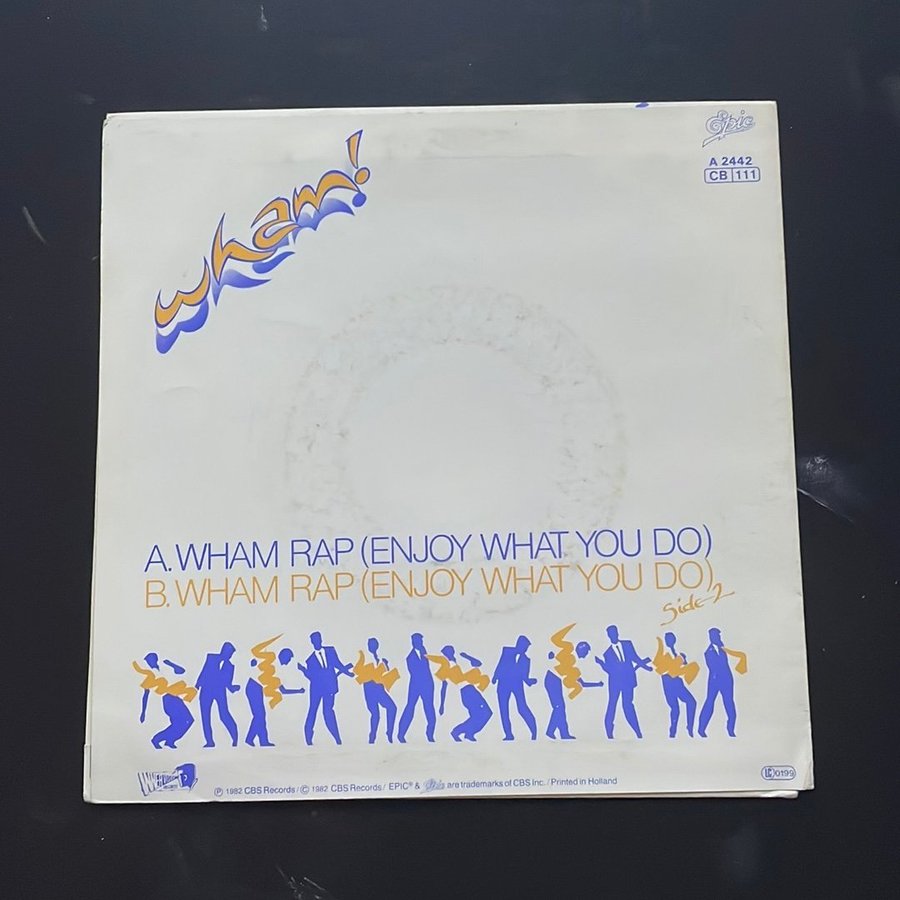 wham!
Epic
A 2442
CB 111
A. WHAM RAP (ENJOY WHAT YOU DO)
B. WHAM RAP (ENJOY WHAT YOU DO)
Side 2
Ⓟ 1982 CBS Records / © 1982 CBS Records / EPIC® & Epic are trademarks of CBS Inc. / Printed in Holland
LC 0199